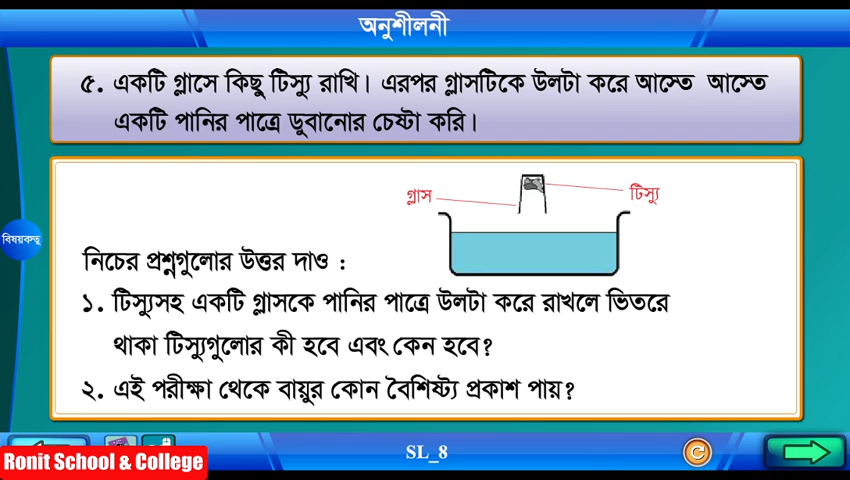 অনুশীলনী
৫. একটি গ্লাসে কিছু টিস্যু রাখি। এরপর গ্লাসটিকে উলটা করে আস্তে আস্তে
একটি পানির পাত্রে ডুবানোর চেষ্টা করি।
গ্লাস
টিস্যু
বিষয়বস্তু
নিচের প্রশ্নগুলোর উত্তর দাও :
১. টিস্যুসহ একটি গ্লাসকে পানির পাত্রে উলটা করে রাখলে ভিতরে
থাকা টিস্যুগুলোর কী হবে এবং কেন হবে?
২. এই পরীক্ষা থেকে বায়ুর কোন বৈশিষ্ট্য প্রকাশ পায়?
SL_8
Ronit School & College